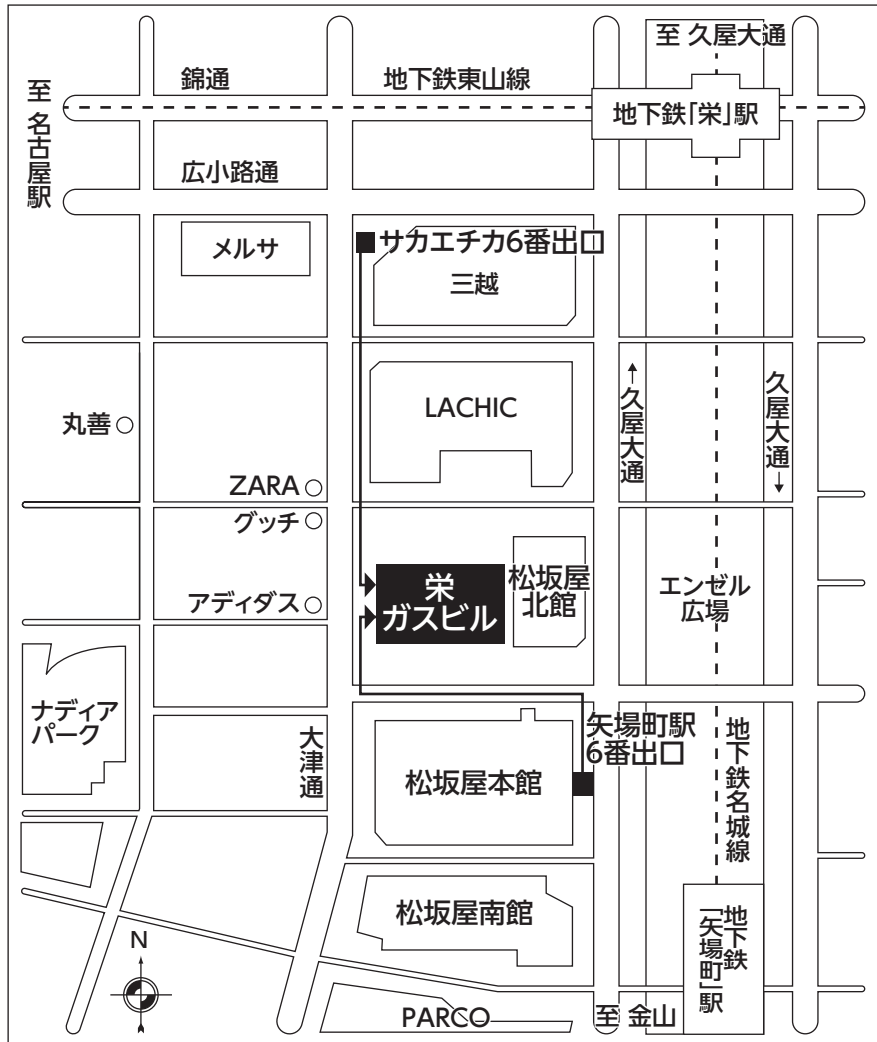 至 久屋大通
錦通
地下鉄東山線
至 名古屋駅
地下鉄「栄」駅
広小路通
メルサ
サカエチカ6番出口
三越
LACHIC
←久屋大通
久屋大通→
丸善
ZARA
グッチ
アディダス
栄
ガスビル
松坂屋
北館
エンゼル
広場
ナディア
パーク
大津通
矢場町駅
6番出口
松坂屋本館
地下鉄名城線
松坂屋南館
地下鉄
「矢場町」駅
N
PARCO
至 金山